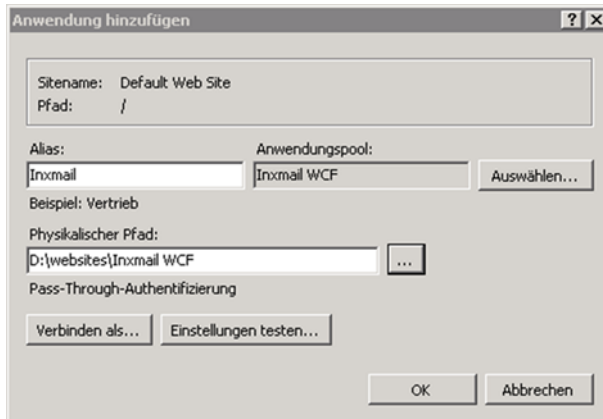 Anwendung hinzufügen
Sitename: Default Web Site
Pfad: /
Alias: Anwendungspool:
Inxmail Inxmail WCF Auswählen...
Beispiel: Vertrieb
Physikalischer Pfad:
D:\websites\Inxmail WCF ...
Pass-Through-Authentifizierung
Verbinden als... Einstellungen testen...
OK Abbrechen